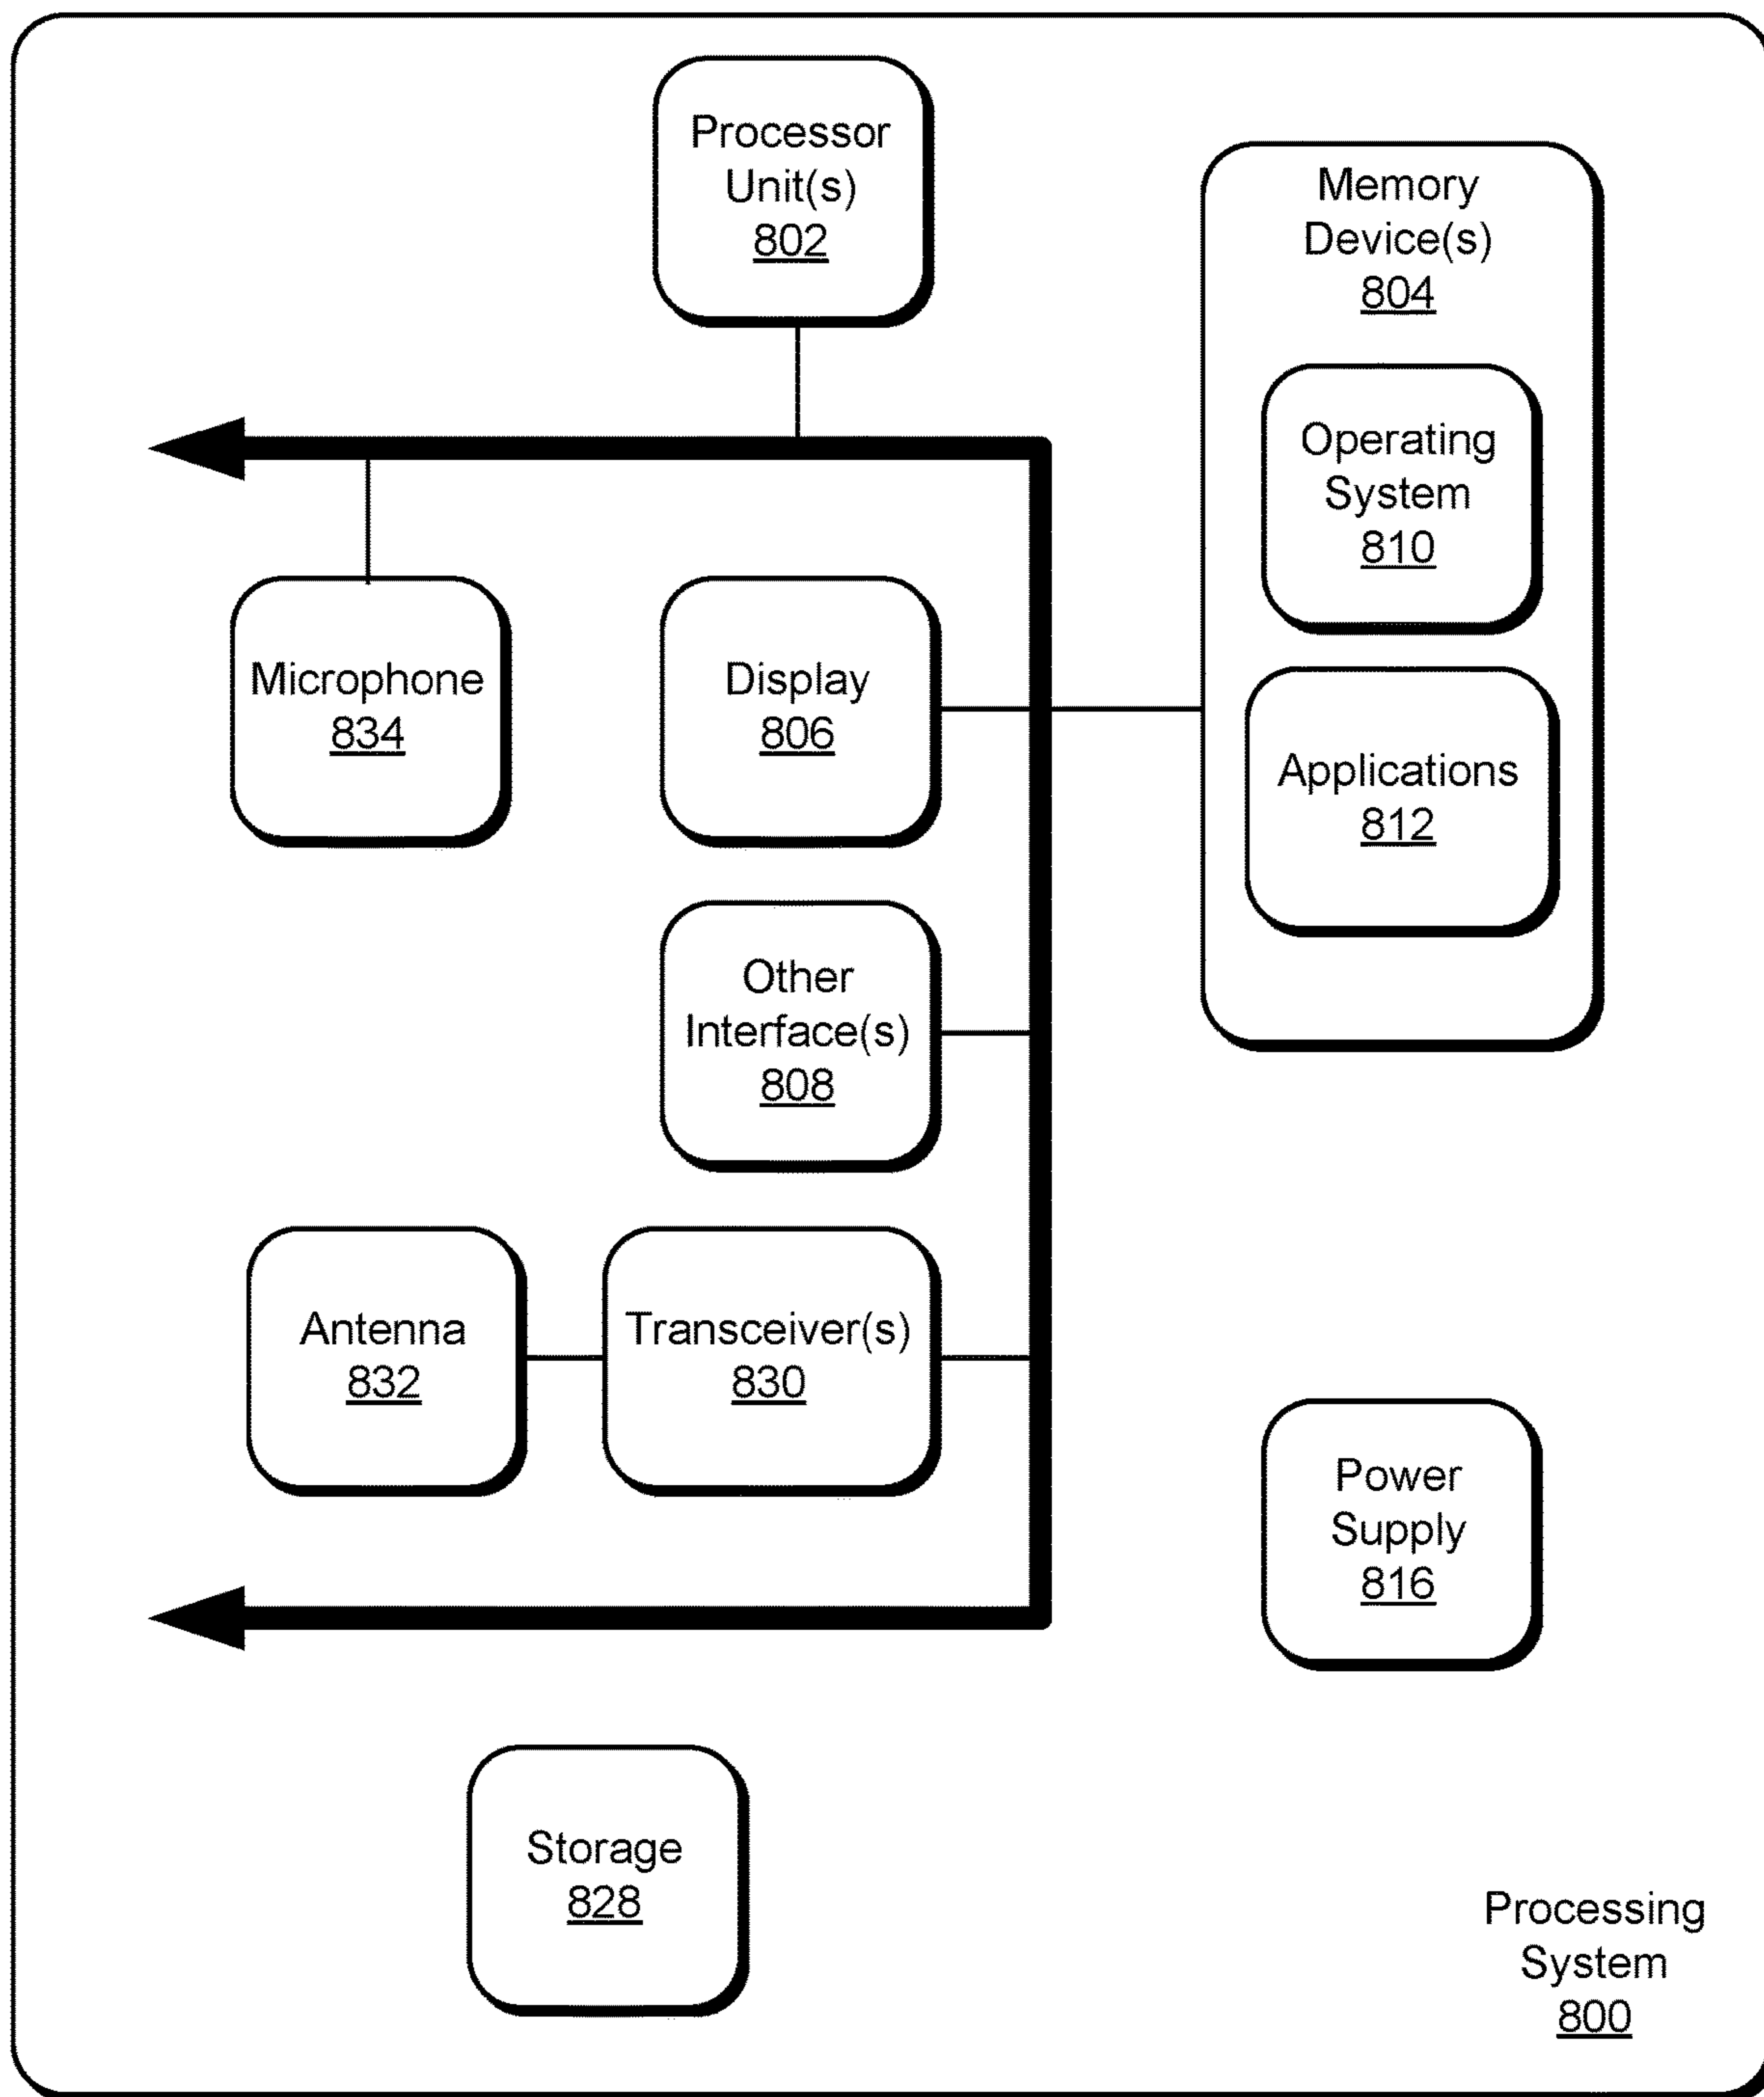 Processor
Unit(s)
802
Memory
Device(s)
804
Operating
System
810
Microphone
834
Display
806
Applications
812
Other
Interface(s)
808
Antenna
832
Transceiver(s)
830
Power
Supply
816
Storage
828
Processing
System
800